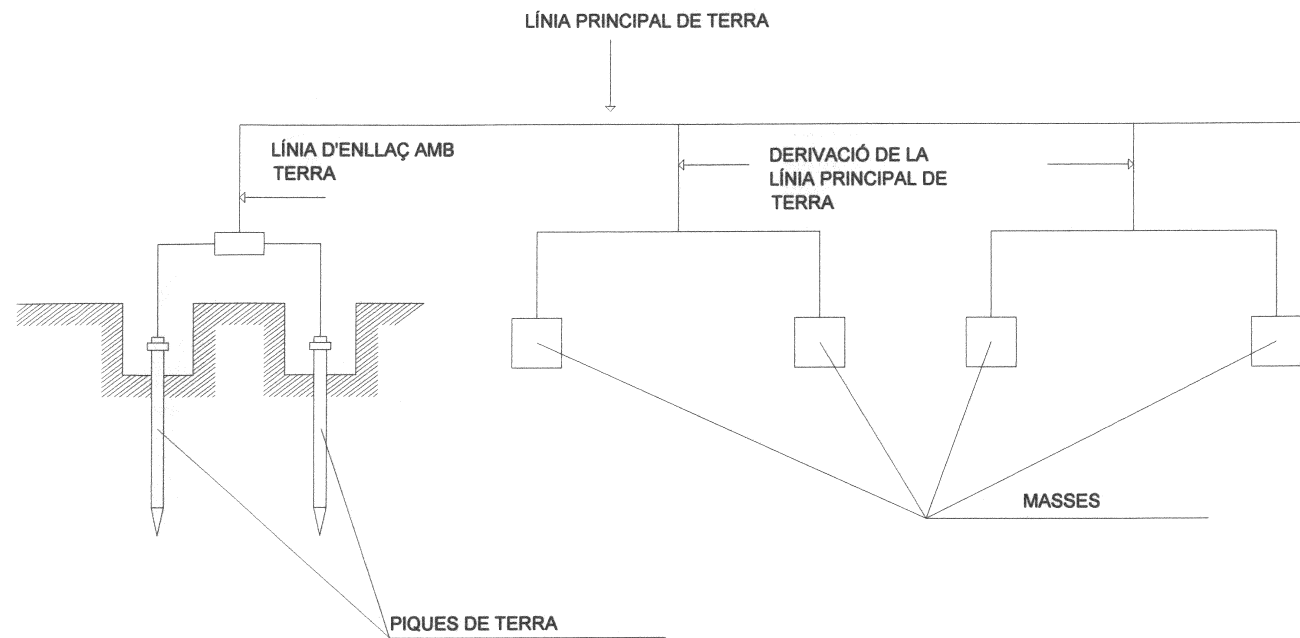 LÍNIA PRINCIPAL DE TERRA
LÍNIA D'ENLLAÇ AMB
TERRA
DERIVACIÓ DE LA
LÍNIA PRINCIPAL DE
TERRA
MASSES
PIQUES DE TERRA